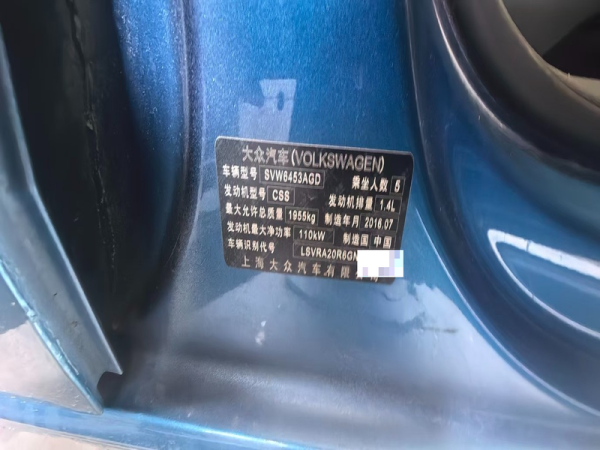 大众汽车(VOLKSWAGEN)
车辆型号 SVW6453AGD 乘坐人数 5
发动机型号 CSS 发动机排量 1.4L
最大允许总质量 1955kg 制造年月 2016.07
发动机最大净功率 110kW 制造国 中国
车辆识别代号 LSVRA20R6GN
上海大众汽车有限